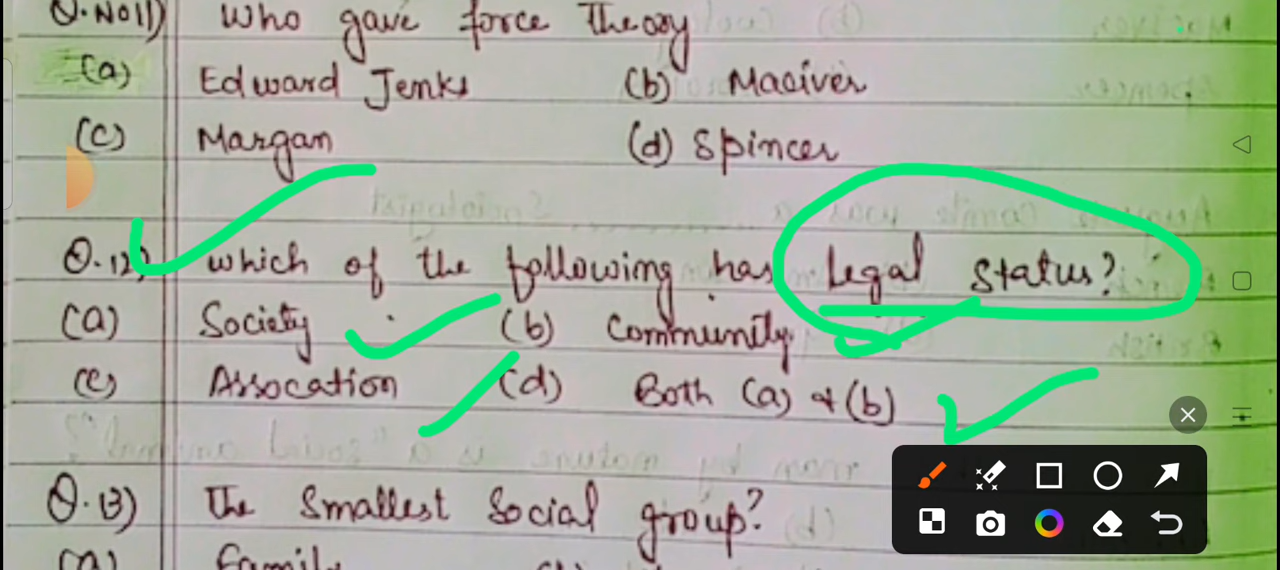 Q.No11) Who gave force Theory
(a) Edward Jenks (b) Maciver
(c) Margan (d) Spincer
Q.12) which of the following has Legal Status?
(a) Society (b) Community
(c) Assocation (d) Both (a) & (b)
Q.13) The Smallest Social group?
(a) Family